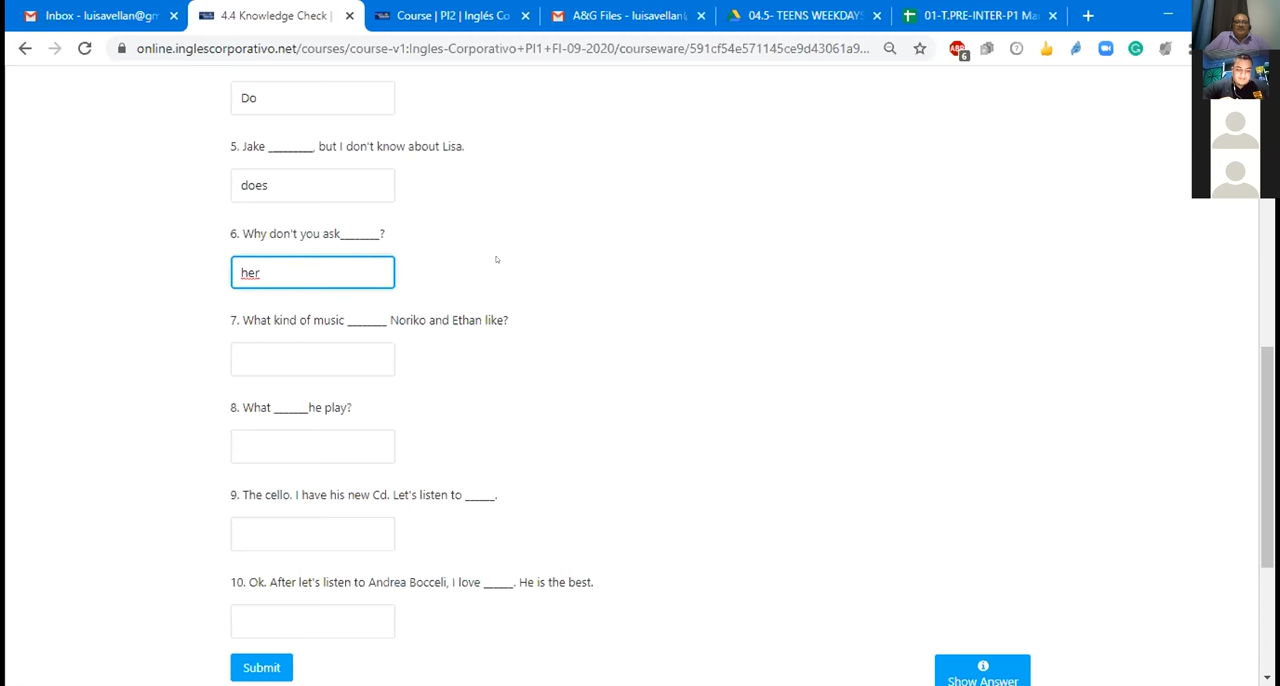 Inbox - luisavellan@gm
4.4 Knowledge Check |
Course | PI2 | Inglés Co
A&G Files - luisavellan@
04.5- TEENS WEEKDAYS
01-T.PRE-INTER-P1 Ma
online.inglescorporativo.net/courses/course-v1:Ingles-Corporativo+PI1+FI-09-2020/courseware/591cf54e571145ce9d43061a9...
ABP
6
Do
5. Jake ________, but I don't know about Lisa.
does
6. Why don't you ask_______?
her
7. What kind of music _______ Noriko and Ethan like?
8. What ______he play?
9. The cello. I have his new Cd. Let's listen to _____.
10. Ok. After let's listen to Andrea Bocceli, I love _____. He is the best.
Submit
Show Answer